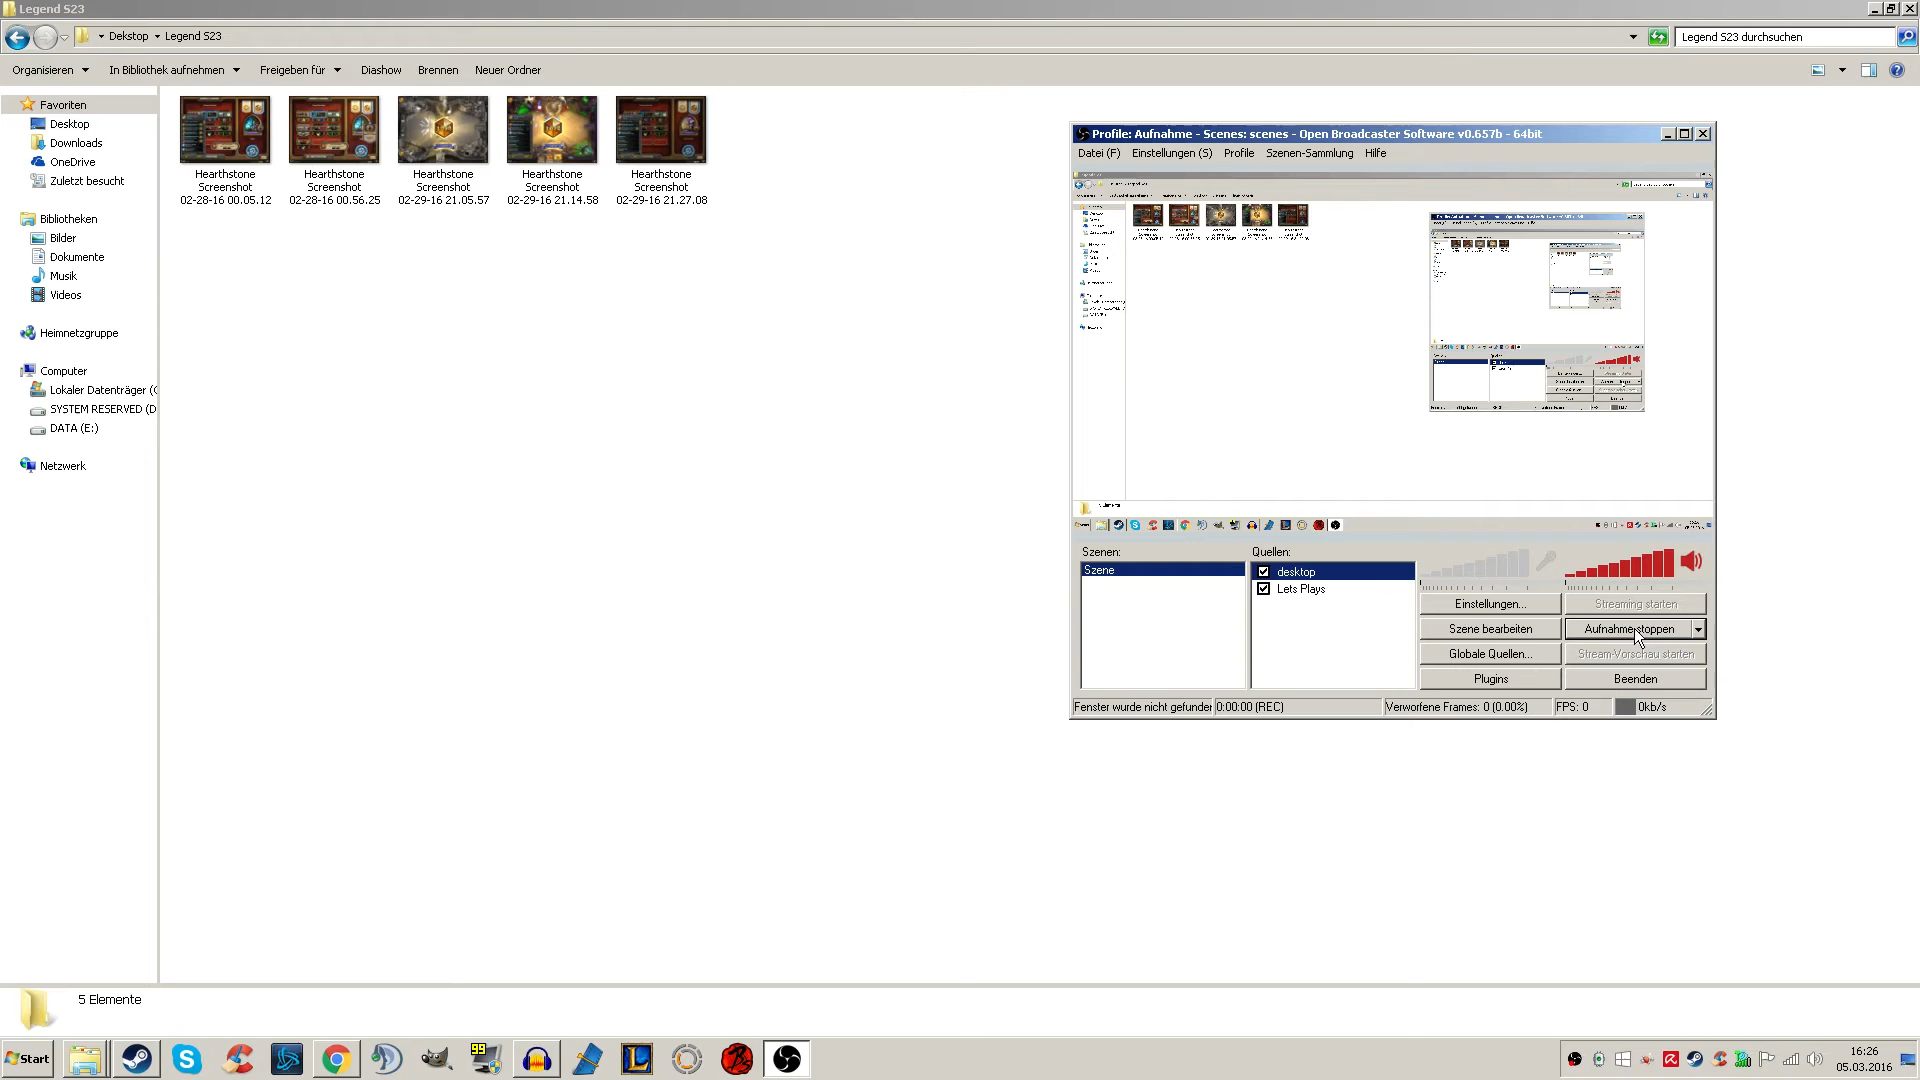 Legend S23
Dekstop Legend S23
Legend S23 durchsuchen
Organisieren In Bibliothek aufnehmen Freigeben für Diashow Brennen Neuer Ordner
Favoriten
Desktop
Downloads
OneDrive
Zuletzt besucht
Bibliotheken
Bilder
Dokumente
Musik
Videos
Heimnetzgruppe
Computer
Lokaler Datenträger (C
SYSTEM RESERVED (D
DATA (E:)
Netzwerk
Hearthstone Screenshot 02-28-16 00.05.12
Hearthstone Screenshot 02-28-16 00.56.25
Hearthstone Screenshot 02-29-16 21.05.57
Hearthstone Screenshot 02-29-16 21.14.58
Hearthstone Screenshot 02-29-16 21.27.08
Profile: Aufnahme - Scenes: scenes - Open Broadcaster Software v0.657b - 64bit
Datei (F) Einstellungen (S) Profile Szenen-Sammlung Hilfe
Szenen:
Szene
Quellen:
desktop
Lets Plays
Einstellungen... Streaming starten
Szene bearbeiten Aufnahme stoppen
Globale Quellen... Stream-Vorschau starten
Plugins Beenden
Fenster wurde nicht gefunden 0:00:00 (REC) Verworfene Frames: 0 (0.00%) FPS: 0 0kb/s
5 Elemente
Start
99
16:26
05.03.2016